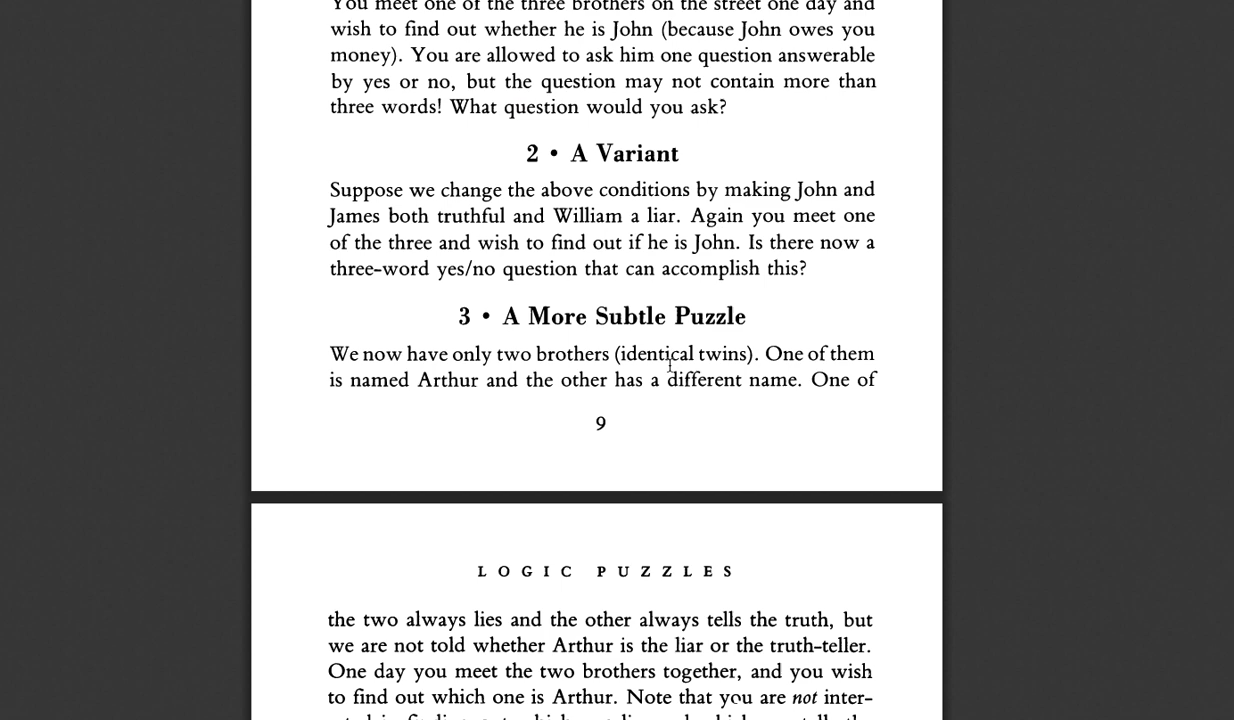 You meet one of the three brothers on the street one day and
wish to find out whether he is John (because John owes you
money). You are allowed to ask him one question answerable
by yes or no, but the question may not contain more than
three words! What question would you ask?
2 • A Variant
Suppose we change the above conditions by making John and
James both truthful and William a liar. Again you meet one
of the three and wish to find out if he is John. Is there now a
three-word yes/no question that can accomplish this?
3 • A More Subtle Puzzle
We now have only two brothers (identical twins). One of them
is named Arthur and the other has a different name. One of
9
LOGIC PUZZLES
the two always lies and the other always tells the truth, but
we are not told whether Arthur is the liar or the truth-teller.
One day you meet the two brothers together, and you wish
to find out which one is Arthur. Note that you are not inter-